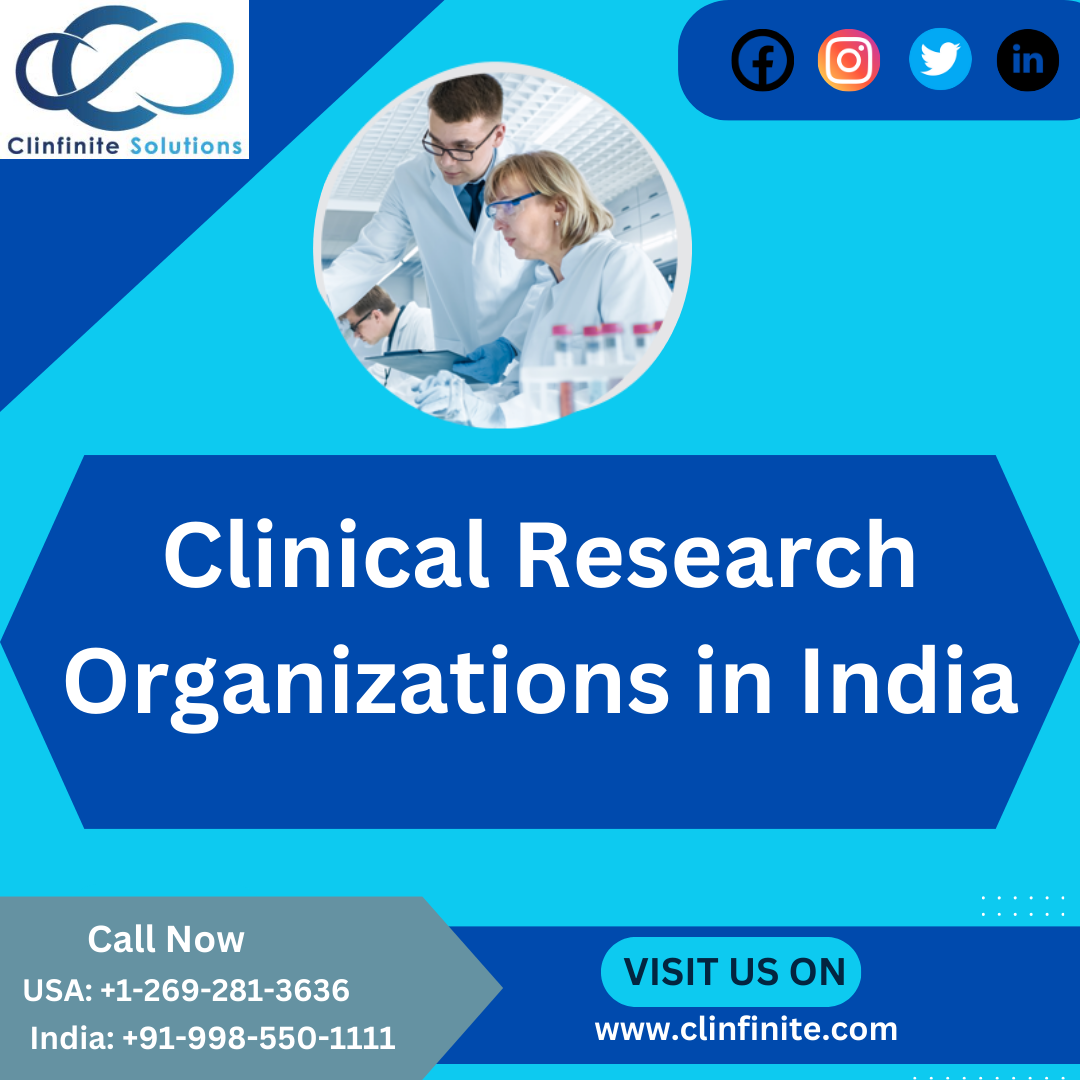 Clinfinite Solutions
Clinical Research
Organizations in India
Call Now
USA: +1-269-281-3636
India: +91-998-550-1111
VISIT US ON
www.clinfinite.com